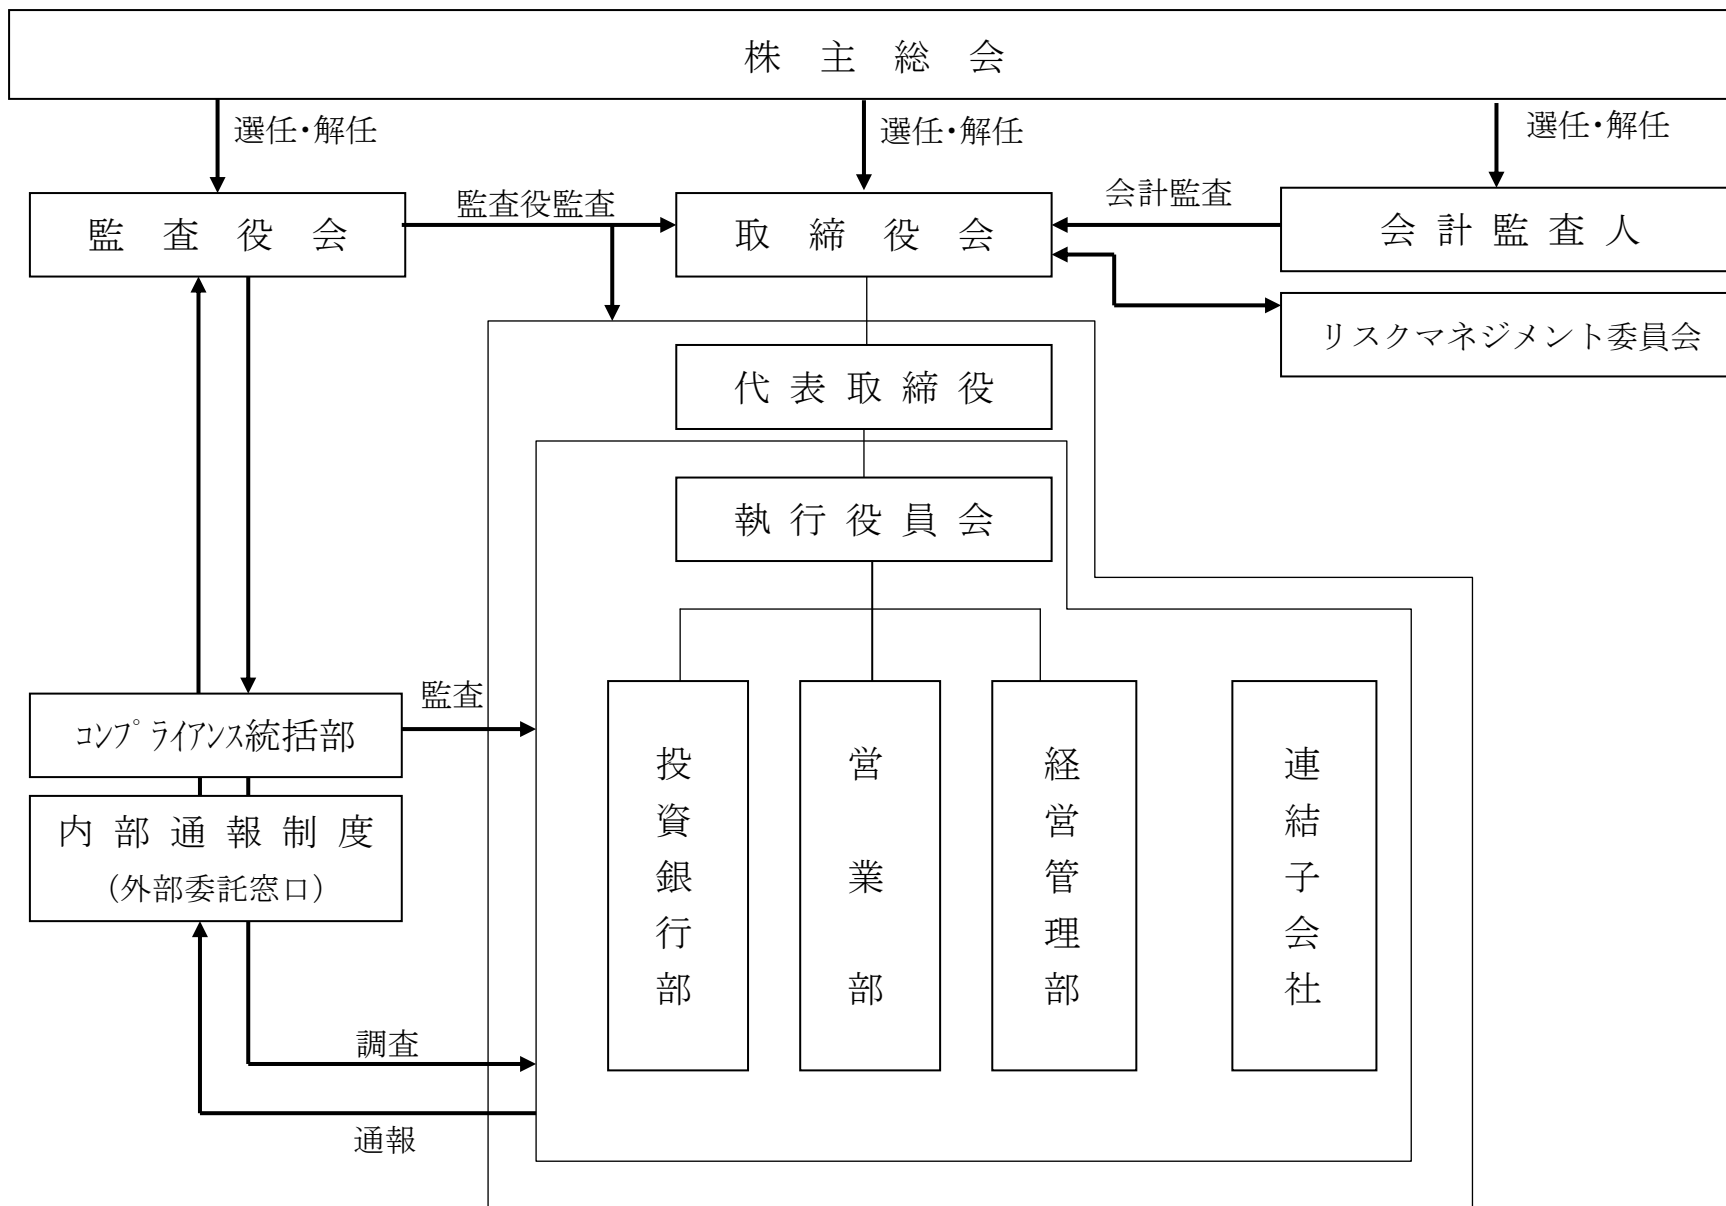 株主総会
選任・解任
選任・解任
選任・解任
監査役会
監査役監査
取締役会
会計監査
会計監査人
リスクマネジメント委員会
代表取締役
執行役員会
コンプライアンス統括部
監査
内部通報制度
(外部委託窓口)
投資銀行部
営業部
経営管理部
連結子会社
調査
通報